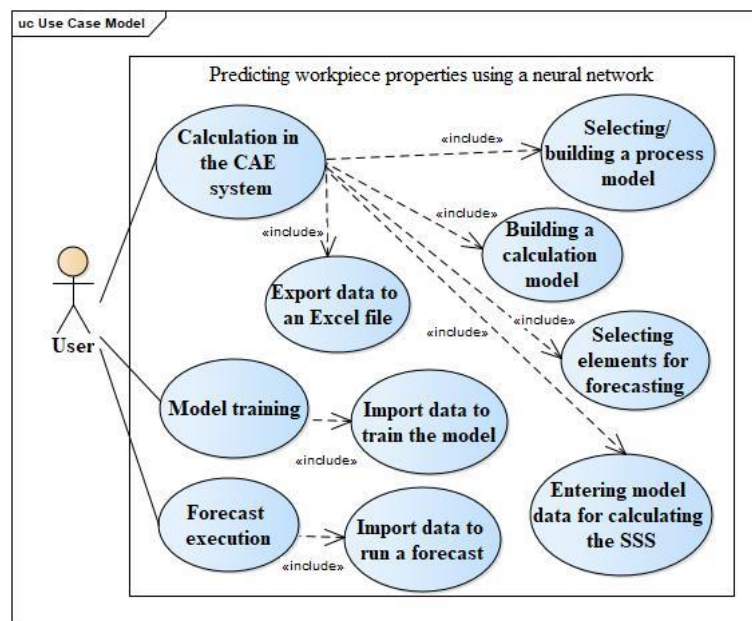 uc Use Case Model
Predicting workpiece properties using a neural network
Calculation in
the CAE
system
«include»
Selecting/
building a process
model
«include»
Building a
calculation
model
«include»
Export data to
an Excel file
«include»
Selecting
elements for
forecasting
«include»
User
Model training
Import data to
train the model
«include»
Entering model
data for calculating
the SSS
Forecast
execution
Import data to
run a forecast
«include»